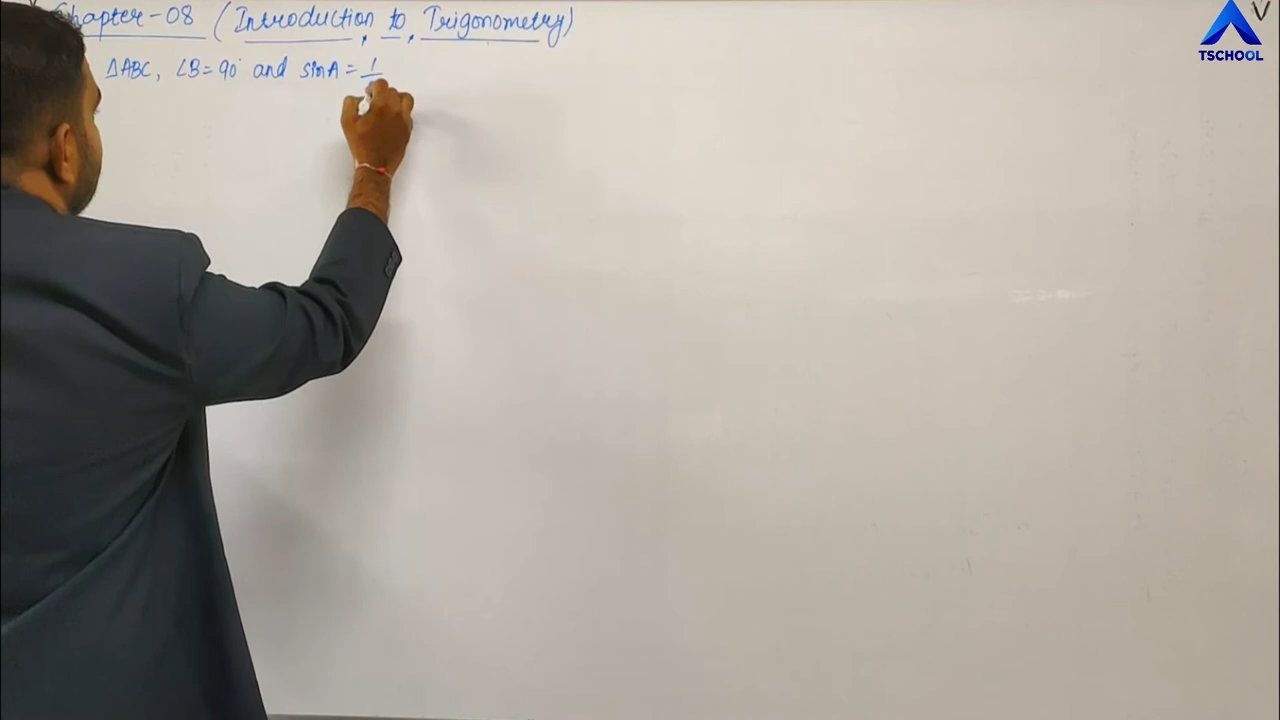 Chapter-08 (Introduction to Trigonometry)
ΔABC, ∠B=90° and sinA = 1
TSCHOOL